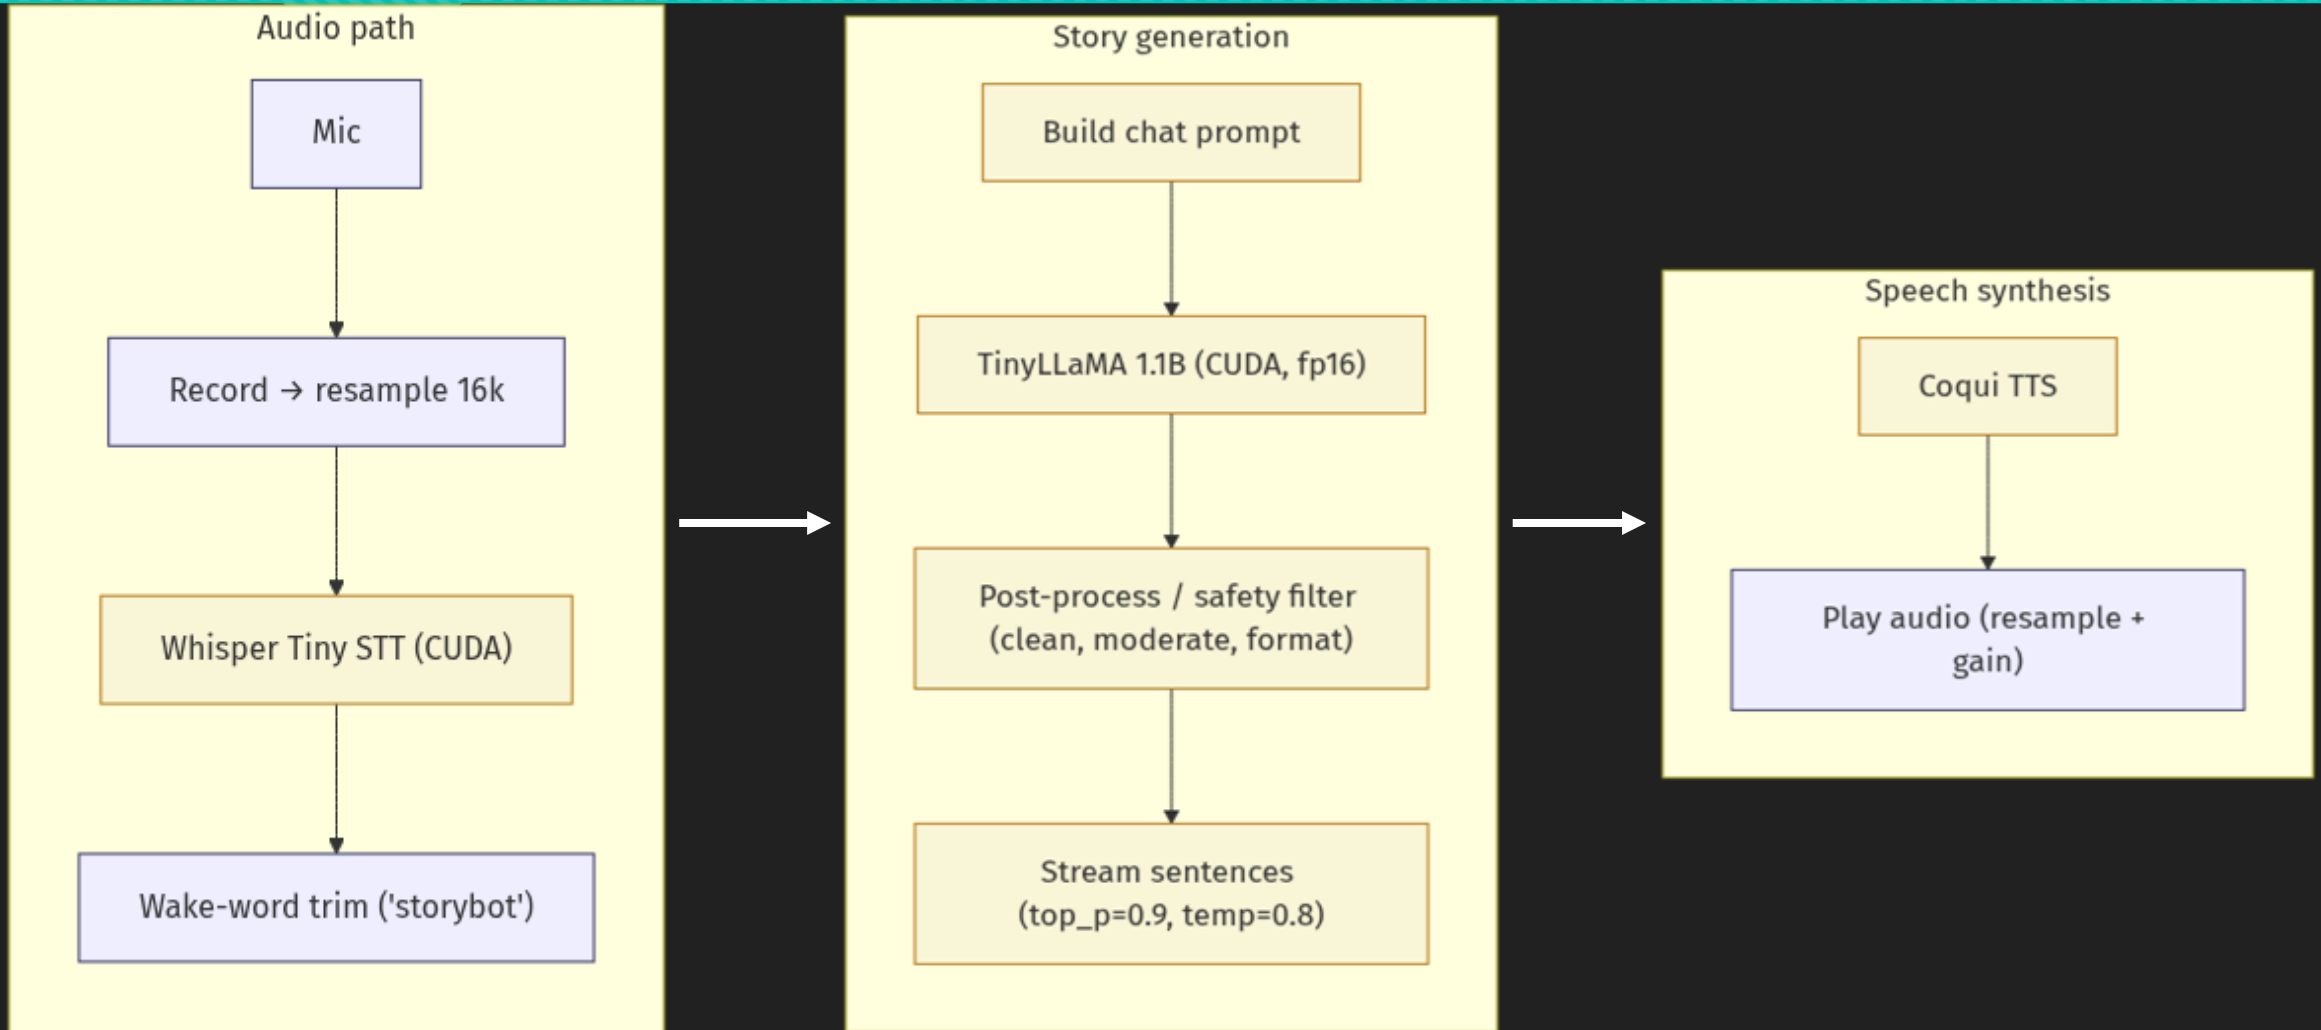 Audio path
Mic
Record → resample 16k
Whisper Tiny STT (CUDA)
Wake-word trim ('storybot')
Story generation
Build chat prompt
TinyLLaMA 1.1B (CUDA, fp16)
Post-process / safety filter
(clean, moderate, format)
Stream sentences
(top_p=0.9, temp=0.8)
Speech synthesis
Coqui TTS
Play audio (resample +
gain)